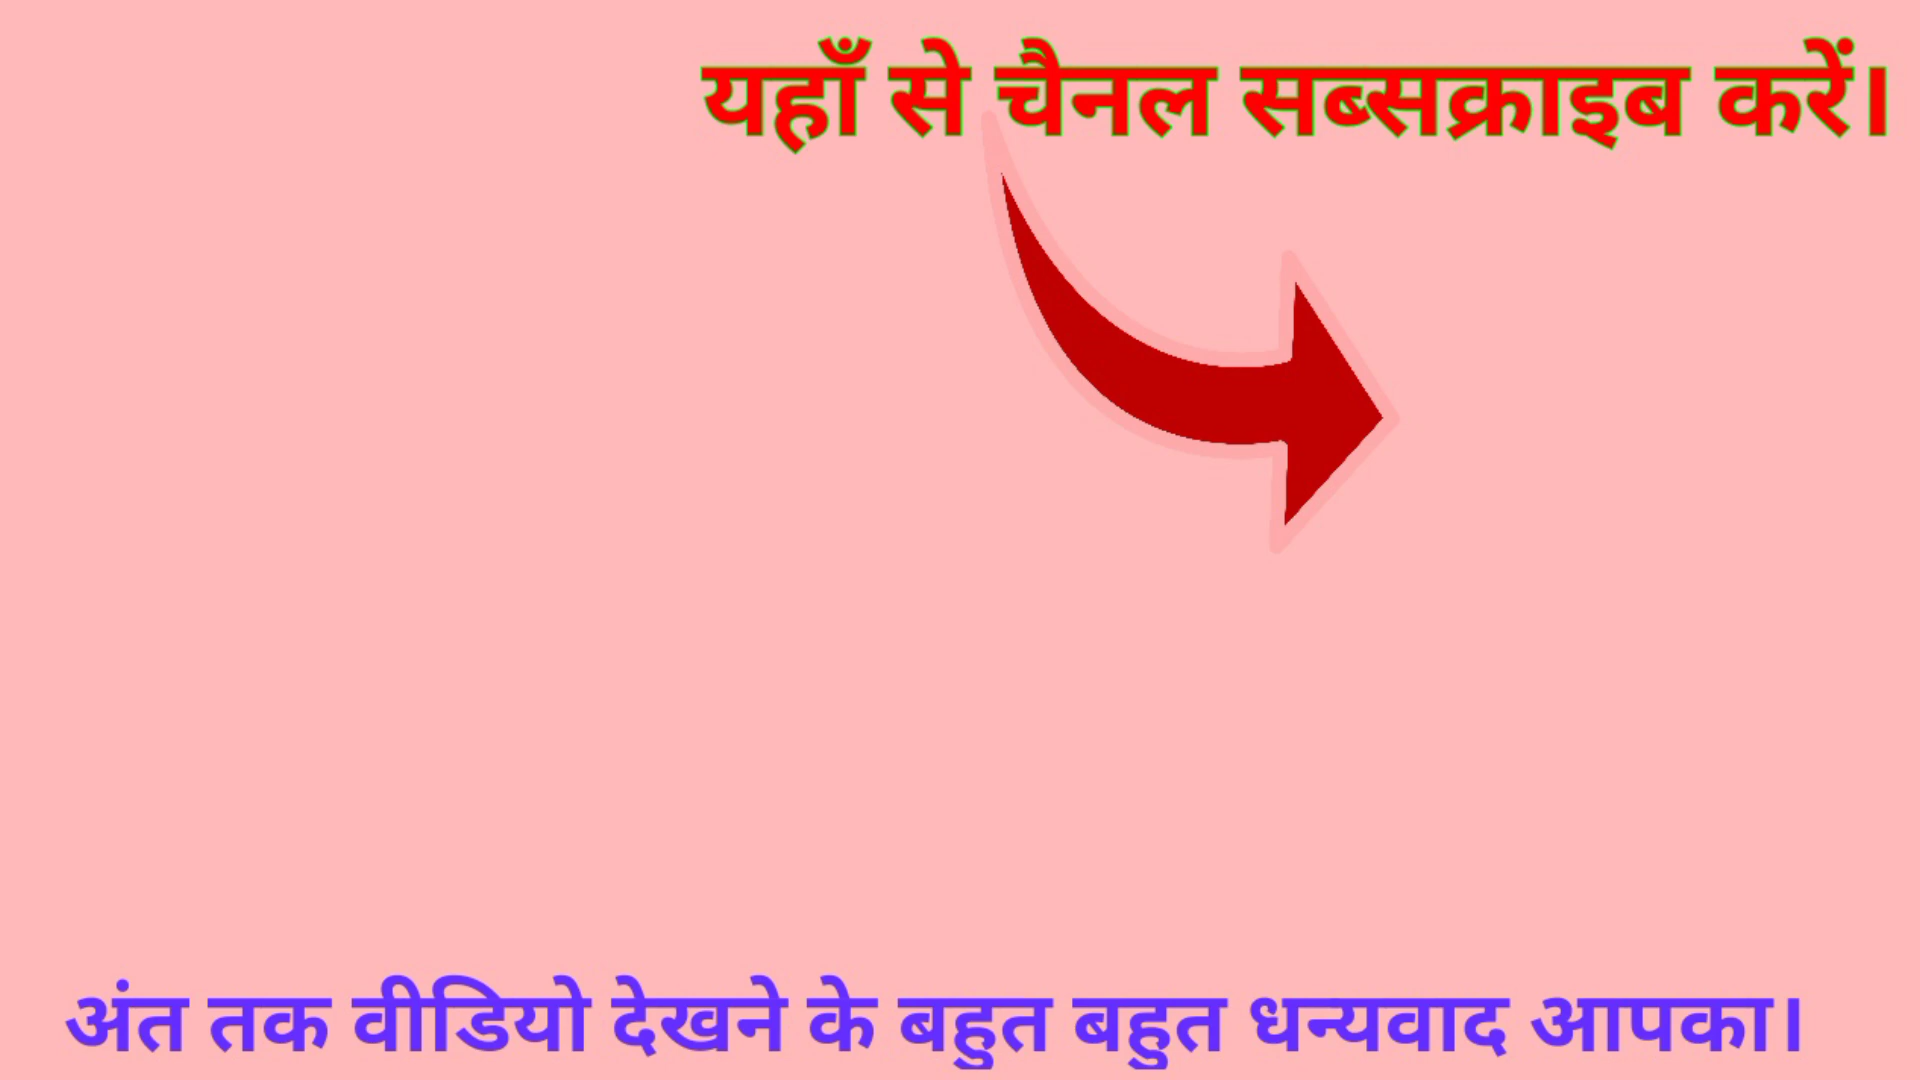 यहाँ से चैनल सब्सक्राइब करें।
अंत तक वीडियो देखने के बहुत बहुत धन्यवाद आपका।